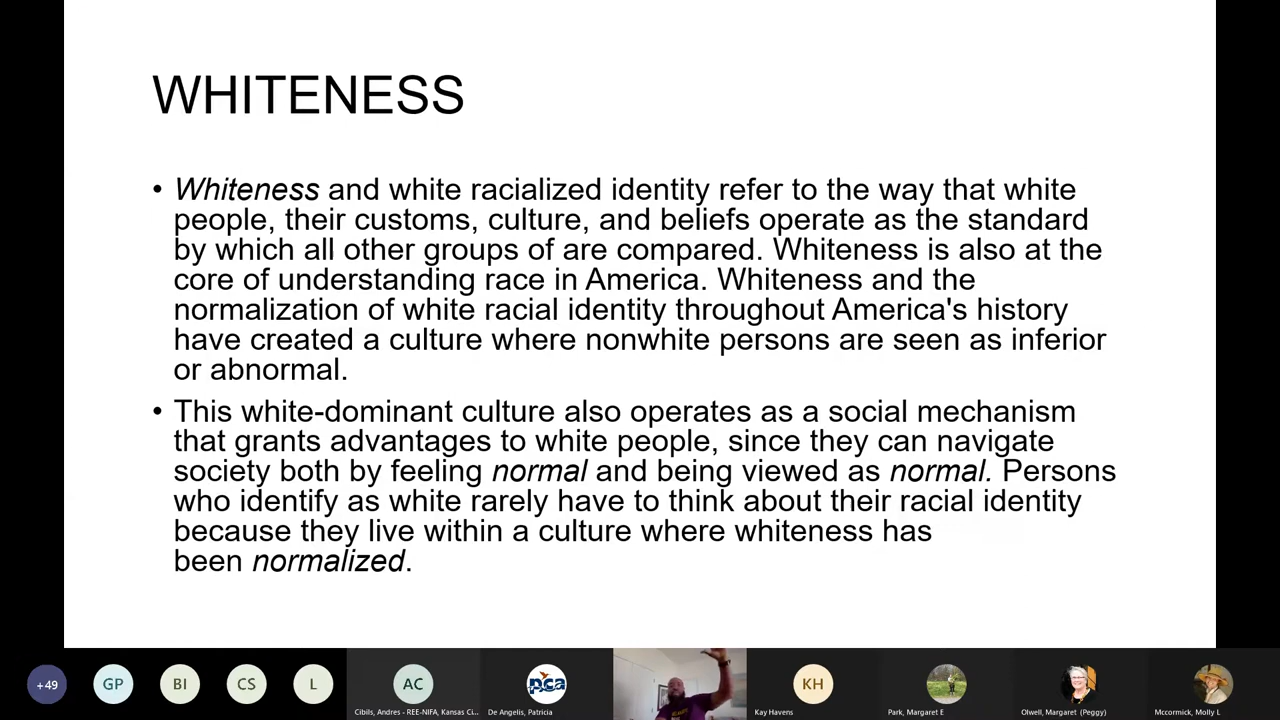 WHITENESS
• Whiteness and white racialized identity refer to the way that white
people, their customs, culture, and beliefs operate as the standard
by which all other groups of are compared. Whiteness is also at the
core of understanding race in America. Whiteness and the
normalization of white racial identity throughout America's history
have created a culture where nonwhite persons are seen as inferior
or abnormal.
• This white-dominant culture also operates as a social mechanism
that grants advantages to white people, since they can navigate
society both by feeling normal and being viewed as normal. Persons
who identify as white rarely have to think about their racial identity
because they live within a culture where whiteness has
been normalized.
+49
GP
BI
CS
L
AC
pca
KH
Cibils, Andres - REE-NIFA, Kansas Ci...
De Angelis, Patricia
Kay Havens
Park, Margaret E
Olwell, Margaret (Peggy)
Mccormick, Molly L